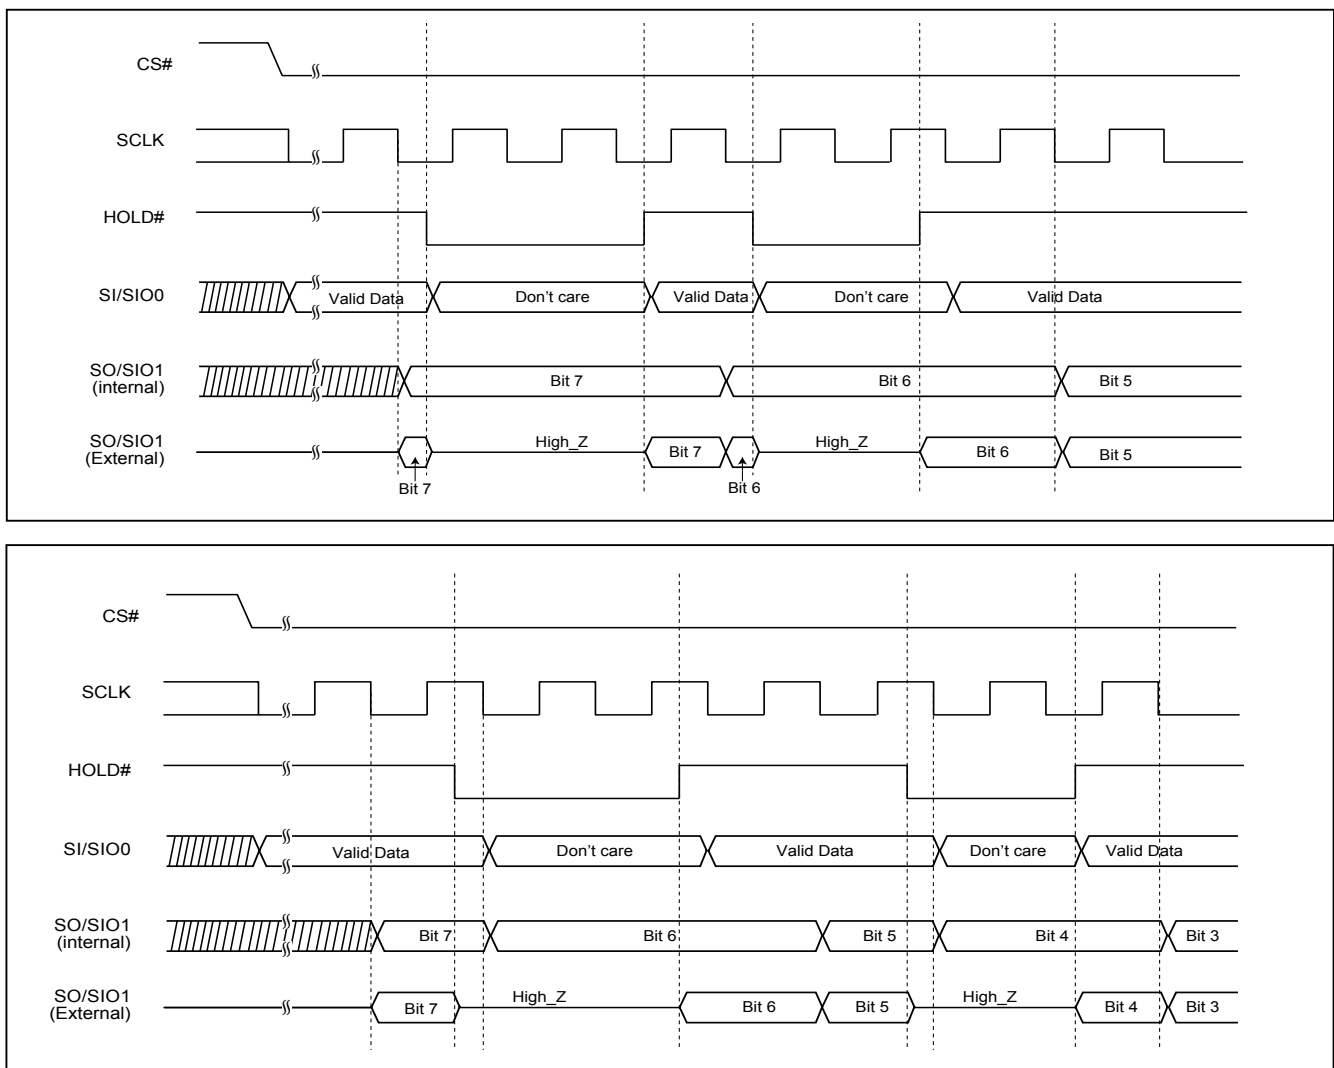 CS#
SCLK
HOLD#
SI/SIO0
Valid Data
Don't care
Valid Data
Don't care
Valid Data
SO/SIO1
(internal)
Bit 7
Bit 6
Bit 5
SO/SIO1
(External)
High_Z
Bit 7
High_Z
Bit 6
Bit 5
Bit 7
Bit 6
CS#
SCLK
HOLD#
SI/SIO0
Valid Data
Don't care
Valid Data
Don't care
Valid Data
SO/SIO1
(internal)
Bit 7
Bit 6
Bit 5
Bit 4
Bit 3
SO/SIO1
(External)
Bit 7
High_Z
Bit 6
Bit 5
High_Z
Bit 4
Bit 3